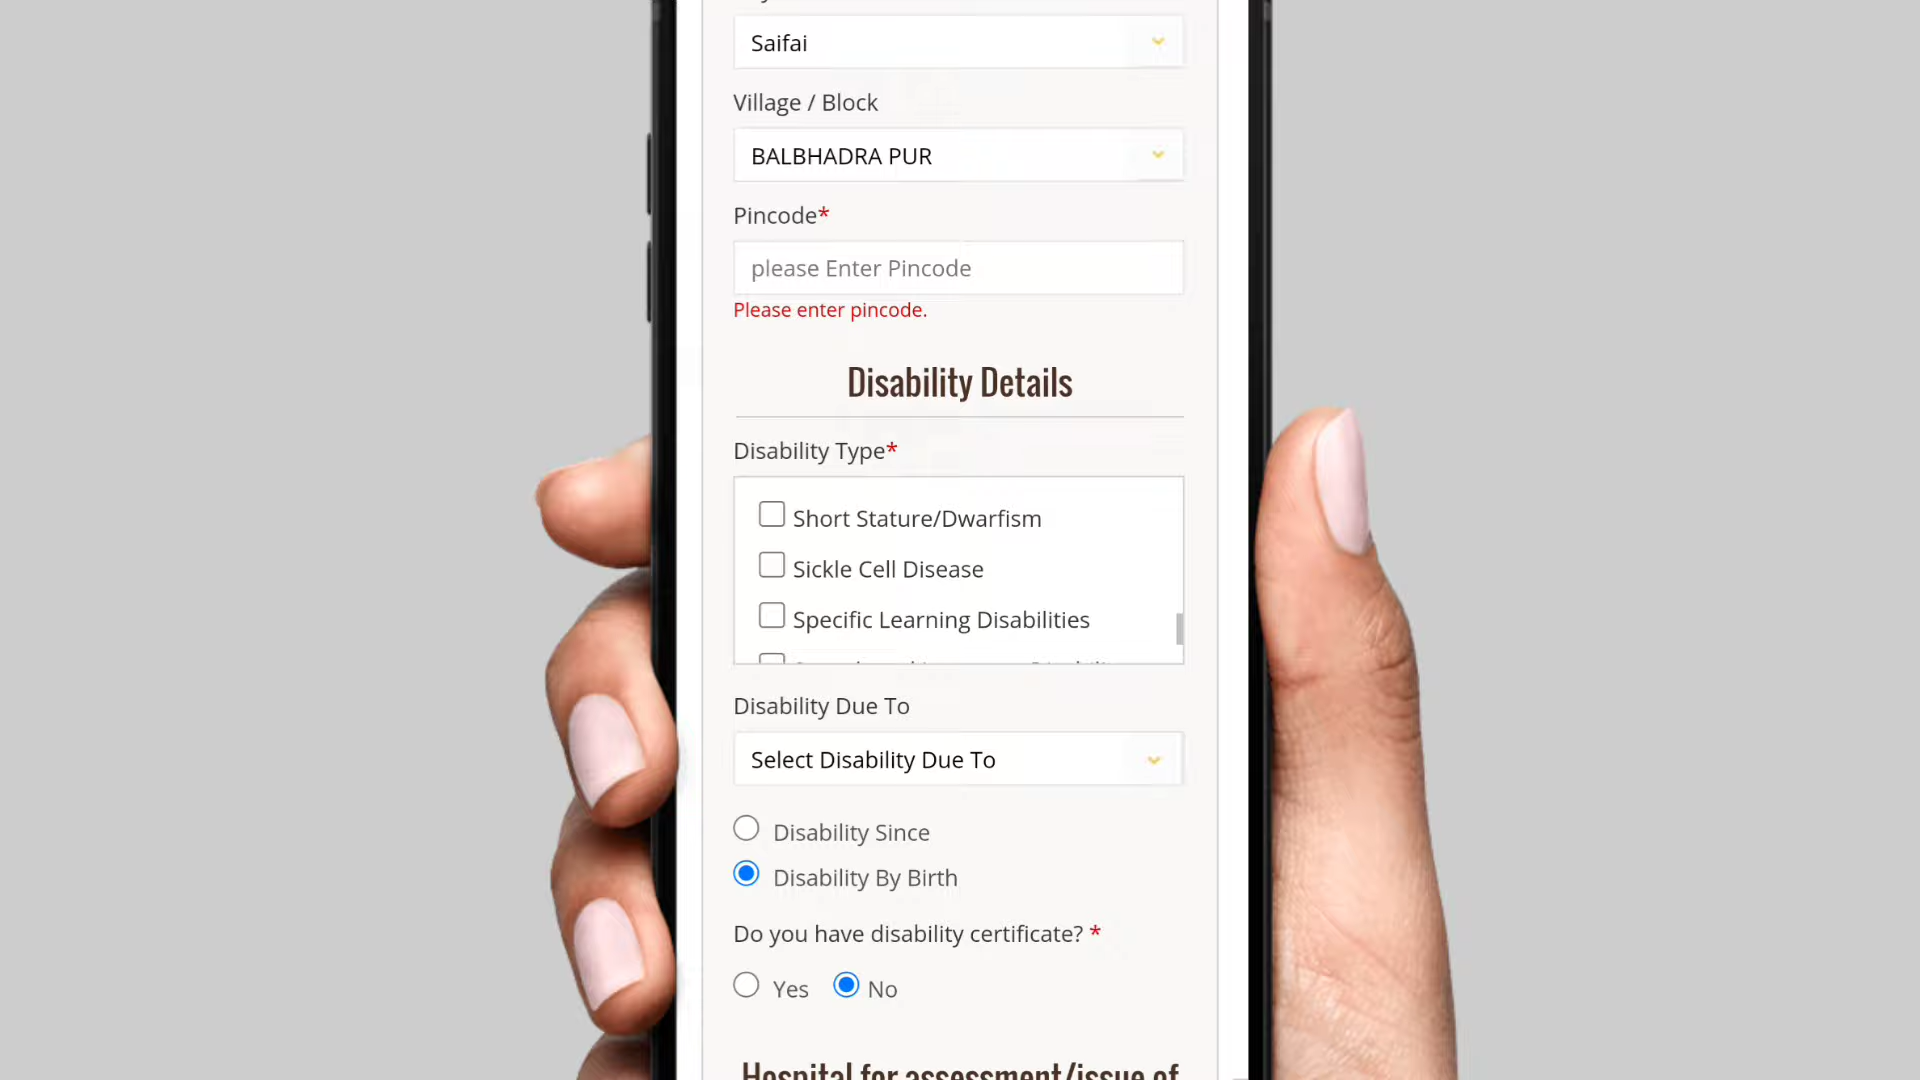 Saifai
Village / Block
BALBHADRA PUR
Pincode*
please Enter Pincode
Please enter pincode.
Disability Details
Disability Type*
Short Stature/Dwarfism
Sickle Cell Disease
Specific Learning Disabilities
Disability Due To
Select Disability Due To
Disability Since
Disability By Birth
Do you have disability certificate? *
Yes No
Hospital for assessment/issue of